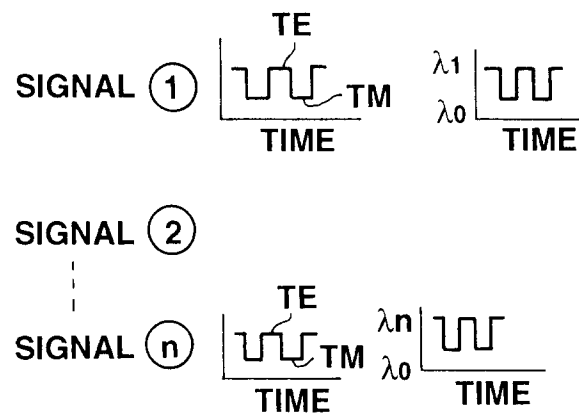 TE
SIGNAL 1
TM
TIME
λ1
λ0
TIME
SIGNAL 2
SIGNAL n
TE
TM
TIME
λn
λ0
TIME